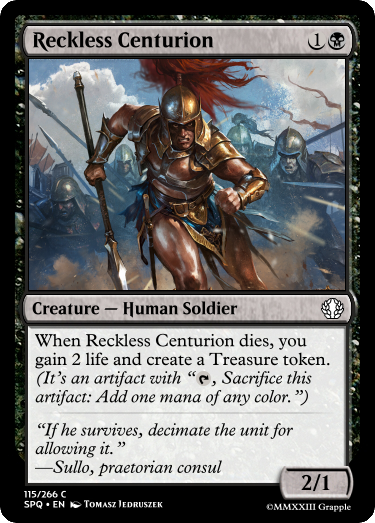 Reckless Centurion 1
Creature — Human Soldier
When Reckless Centurion dies, you
gain 2 life and create a Treasure token.
(It's an artifact with “, Sacrifice this
artifact: Add one mana of any color.”)
“If he survives, decimate the unit for
allowing it.”
—Sullo, praetorian consul
2/1
115/266 C
SPQ • EN Tomasz Jedruszek
©MMXXIII Grapple